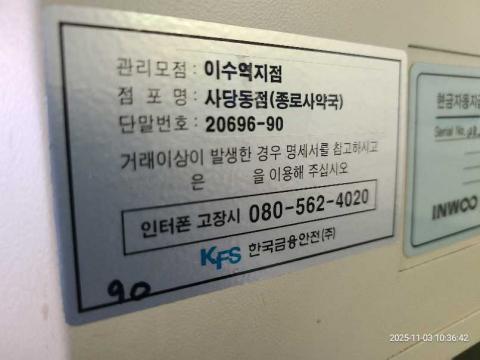 관리모점 : 이수역지점
점 포 명 : 사당동점(종로사약국)
단말번호 : 20696-90
거래이상이 발생한 경우 명세서를 참고하시고
은 을 이용해 주십시오
인터폰 고장시 080-562-4020
KFS 한국금융안전(주)
90
현금자동지급
Serial No.
INWOO
2025-11-03 10:36:42